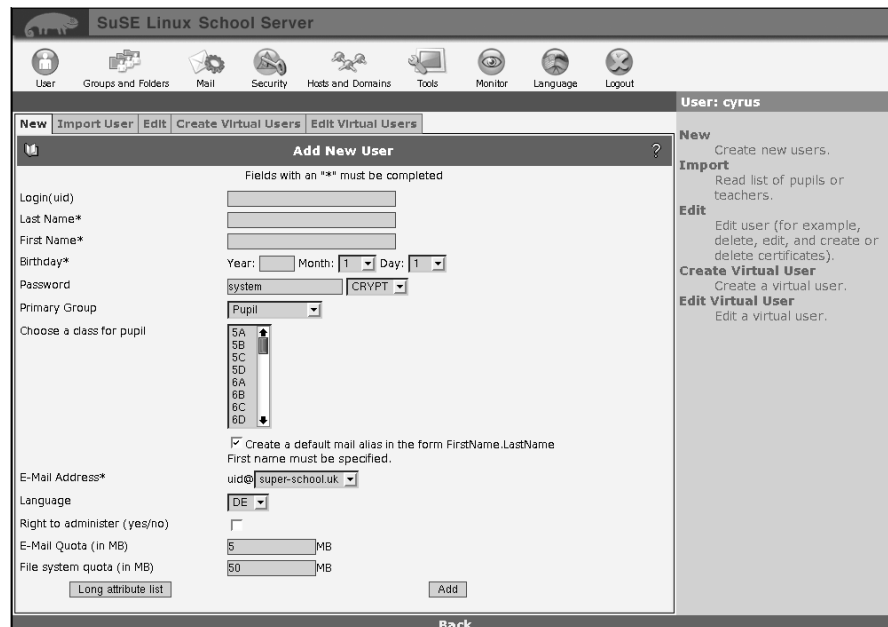 SuSE Linux School Server
User Groups and Folders Mail Security Hosts and Domains Tools Monitor Language Logout
User: cyrus
New Import User Edit Create Virtual Users Edit Virtual Users
Add New User ?
Fields with an "*" must be completed
Login(uid)
Last Name*
First Name*
Birthday* Year: Month: 1 Day: 1
Password system CRYPT
Primary Group Pupil
Choose a class for pupil
5A
5B
5C
5D
6A
6B
6C
6D
Create a default mail alias in the form FirstName.LastName
First name must be specified.
E-Mail Address* uid@ super-school.uk
Language DE
Right to administer (yes/no)
E-Mail Quota (in MB) 5 MB
File system quota (in MB) 50 MB
Long attribute list Add
New
Create new users.
Import
Read list of pupils or
teachers.
Edit
Edit user (for example,
delete, edit, and create or
delete certificates).
Create Virtual User
Create a virtual user.
Edit Virtual User
Edit a virtual user.
Back